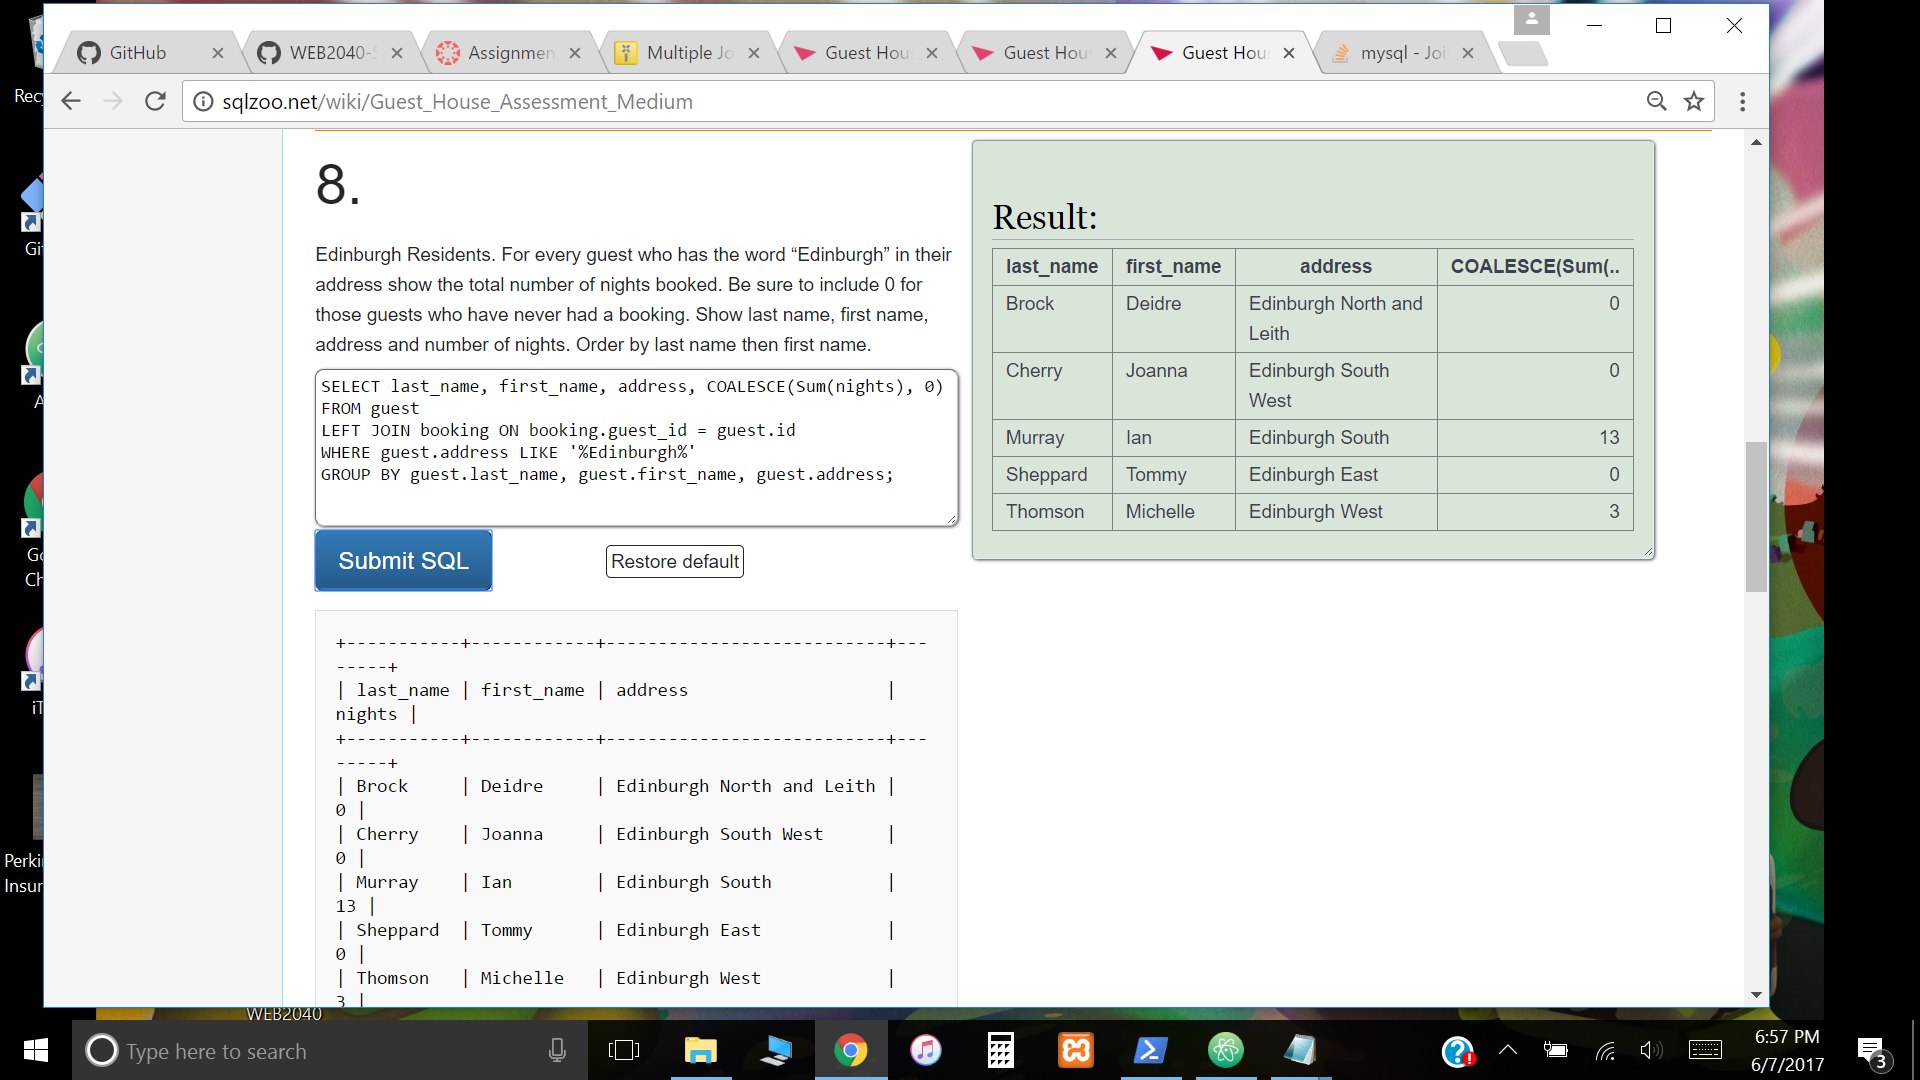 GitHub
WEB2040-S
Assignmen
Multiple Jo
Guest Hou
Guest Hou
Guest Hou
mysql - Joi
sqlzoo.net/wiki/Guest_House_Assessment_Medium
Recy
Gi
A
Go
Ch
iT
Perki
Insur
8.
Edinburgh Residents. For every guest who has the word “Edinburgh” in their
address show the total number of nights booked. Be sure to include 0 for
those guests who have never had a booking. Show last name, first name,
address and number of nights. Order by last name then first name.
SELECT last_name, first_name, address, COALESCE(Sum(nights), 0)
FROM guest
LEFT JOIN booking ON booking.guest_id = guest.id
WHERE guest.address LIKE '%Edinburgh%'
GROUP BY guest.last_name, guest.first_name, guest.address;
Submit SQL
Restore default
Result:
last_name first_name address COALESCE(Sum(..
Brock Deidre Edinburgh North and 0
Leith
Cherry Joanna Edinburgh South 0
West
Murray Ian Edinburgh South 13
Sheppard Tommy Edinburgh East 0
Thomson Michelle Edinburgh West 3
+-----------+------------+---------------------------+---
-----+
| last_name | first_name | address                   |
nights |
+-----------+------------+---------------------------+---
-----+
| Brock     | Deidre     | Edinburgh North and Leith |
0 |
| Cherry    | Joanna     | Edinburgh South West      |
0 |
| Murray    | Ian        | Edinburgh South           |
13 |
| Sheppard  | Tommy      | Edinburgh East            |
0 |
| Thomson   | Michelle   | Edinburgh West            |
3 |
WEB2040
Type here to search
6:57 PM
6/7/2017
3